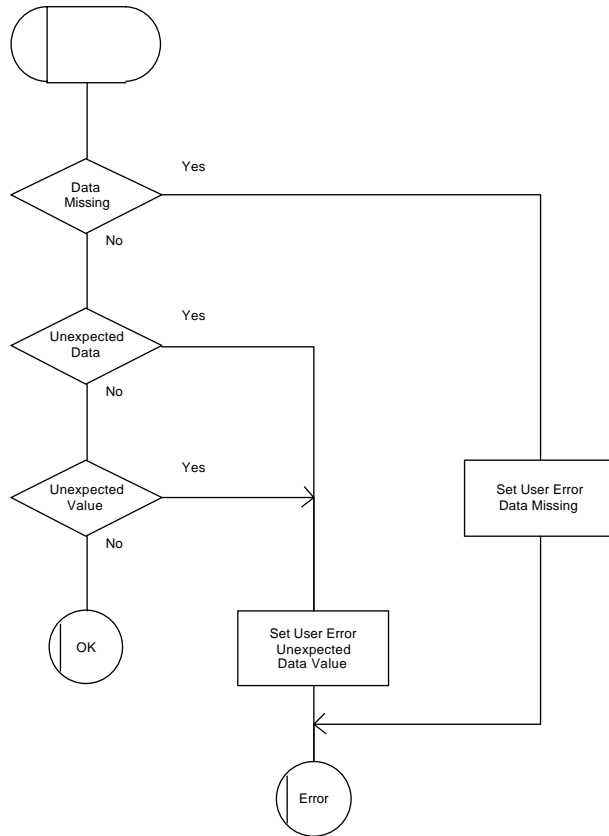 Yes
Data
Missing
No
Yes
Unexpected
Data
No
Yes
Unexpected
Value
Set User Error
Data Missing
No
OK
Set User Error
Unexpected
Data Value
Error